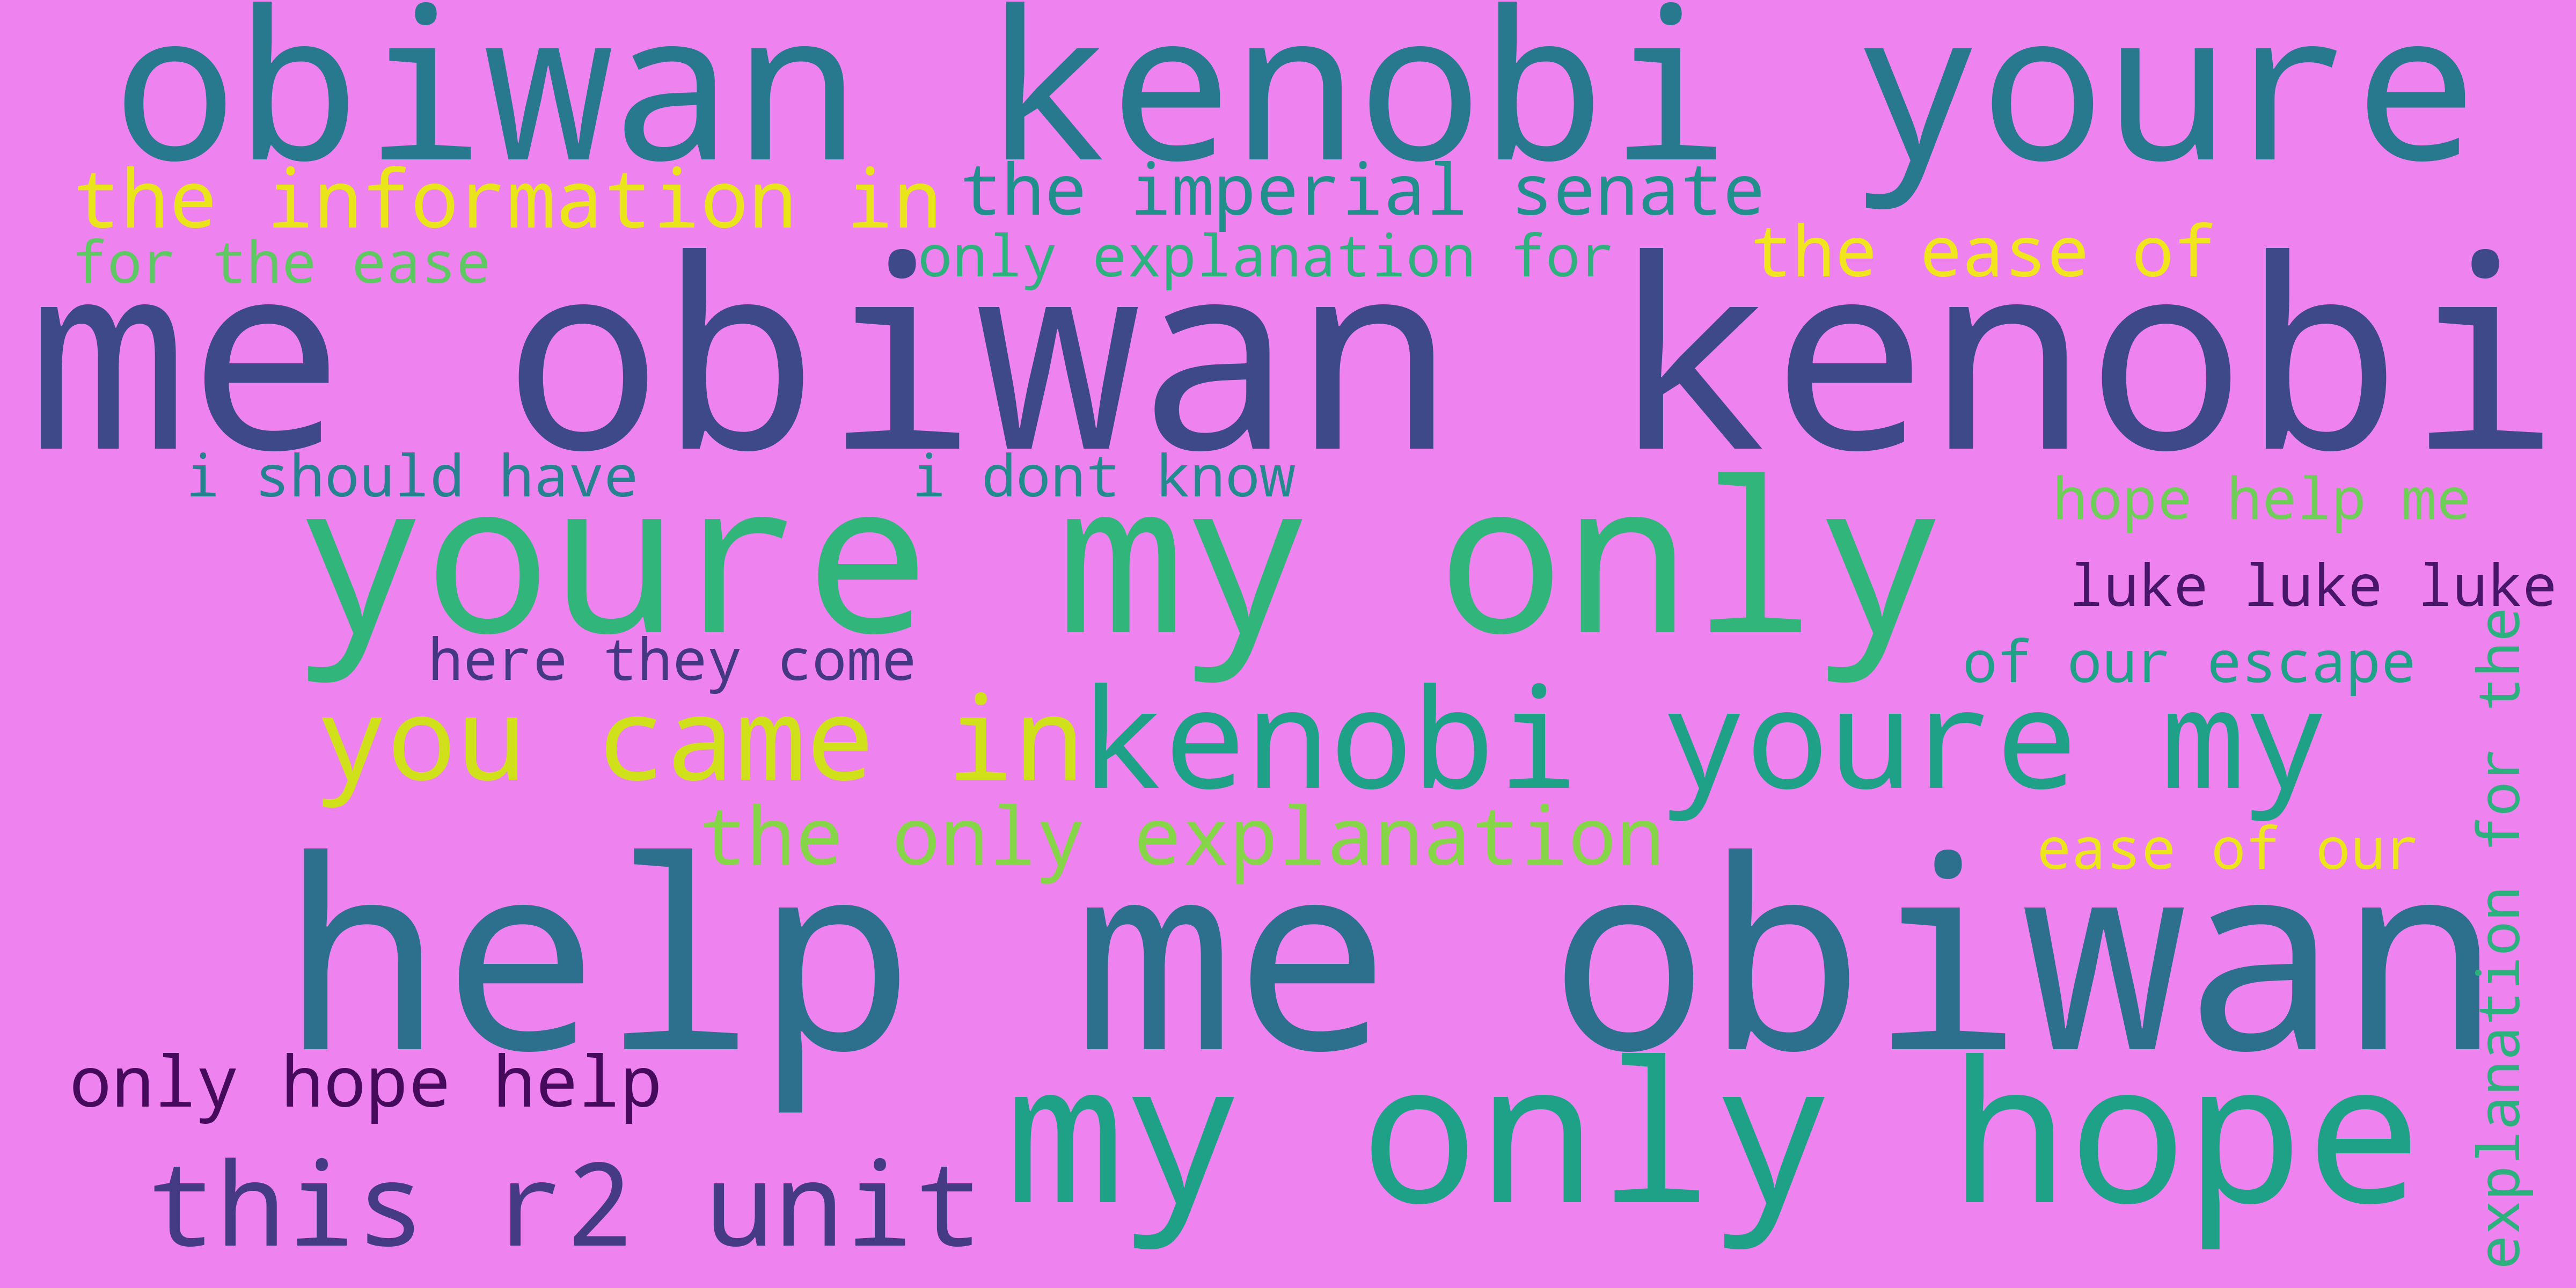 obiwan kenobi youre
the information in
the imperial senate
for the ease
only explanation for
the ease of
me obiwan kenobi
i should have
i dont know
hope help me
youre my only
luke luke luke
here they come
of our escape
you came in
kenobi youre my
explanation for the
the only explanation
ease of our
help me obiwan
only hope help
my only hope
this r2 unit